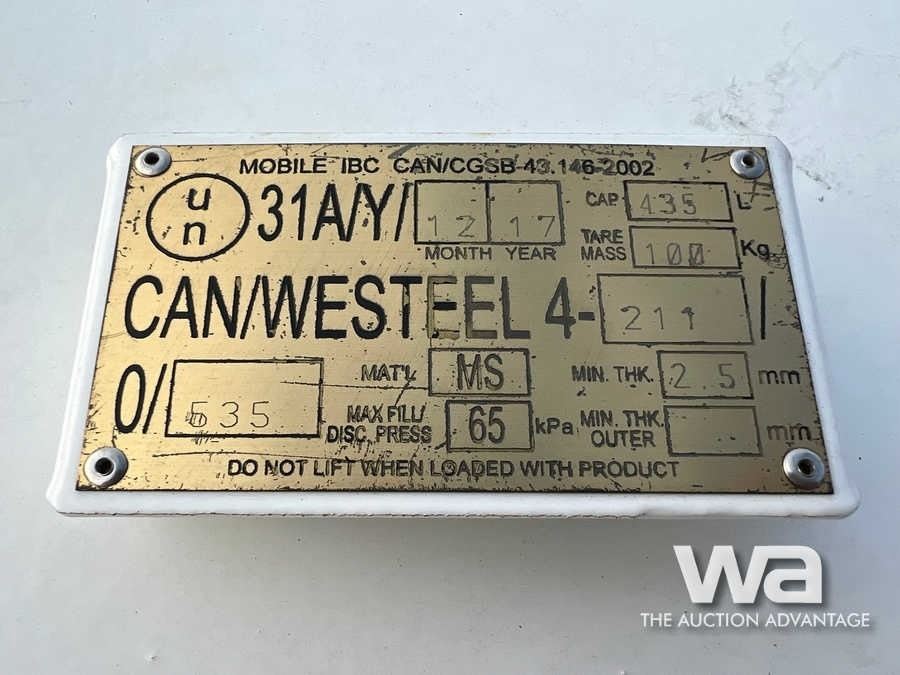 MOBILE IBC CAN/CGSB-43.146-2002
un 31A/Y/ 12 17 CAP 435 L
MONTH YEAR TARE MASS 100 Kg
CAN/WESTEEL 4- 211 /
0/ 535 MAT'L MS MIN. THK. 2.5 mm
MAX FILL/ DISC. PRESS 65 kPa MIN. THK. OUTER mm
DO NOT LIFT WHEN LOADED WITH PRODUCT
wa
THE AUCTION ADVANTAGE